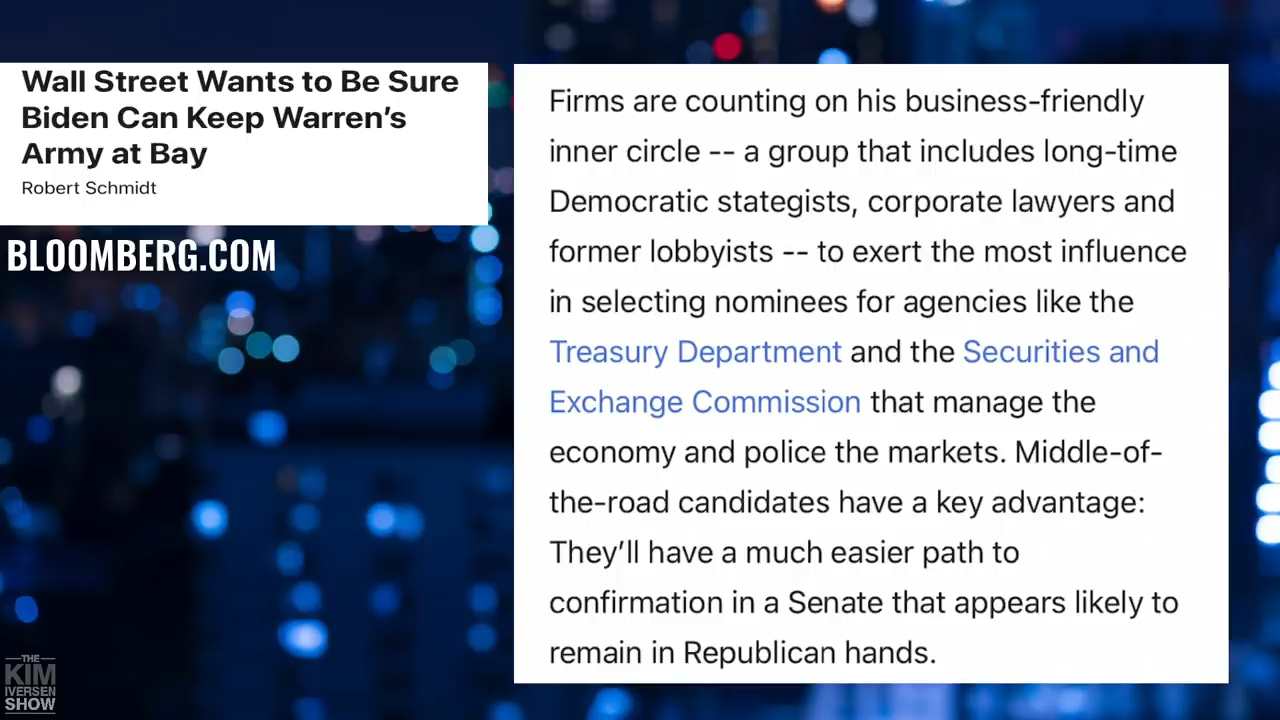 Wall Street Wants to Be Sure
Biden Can Keep Warren's
Army at Bay
Robert Schmidt
BLOOMBERG.COM
Firms are counting on his business-friendly
inner circle -- a group that includes long-time
Democratic stategists, corporate lawyers and
former lobbyists -- to exert the most influence
in selecting nominees for agencies like the
Treasury Department and the Securities and
Exchange Commission that manage the
economy and police the markets. Middle-of-
the-road candidates have a key advantage:
They'll have a much easier path to
confirmation in a Senate that appears likely to
remain in Republican hands.
THE
KIM
IVERSEN
SHOW